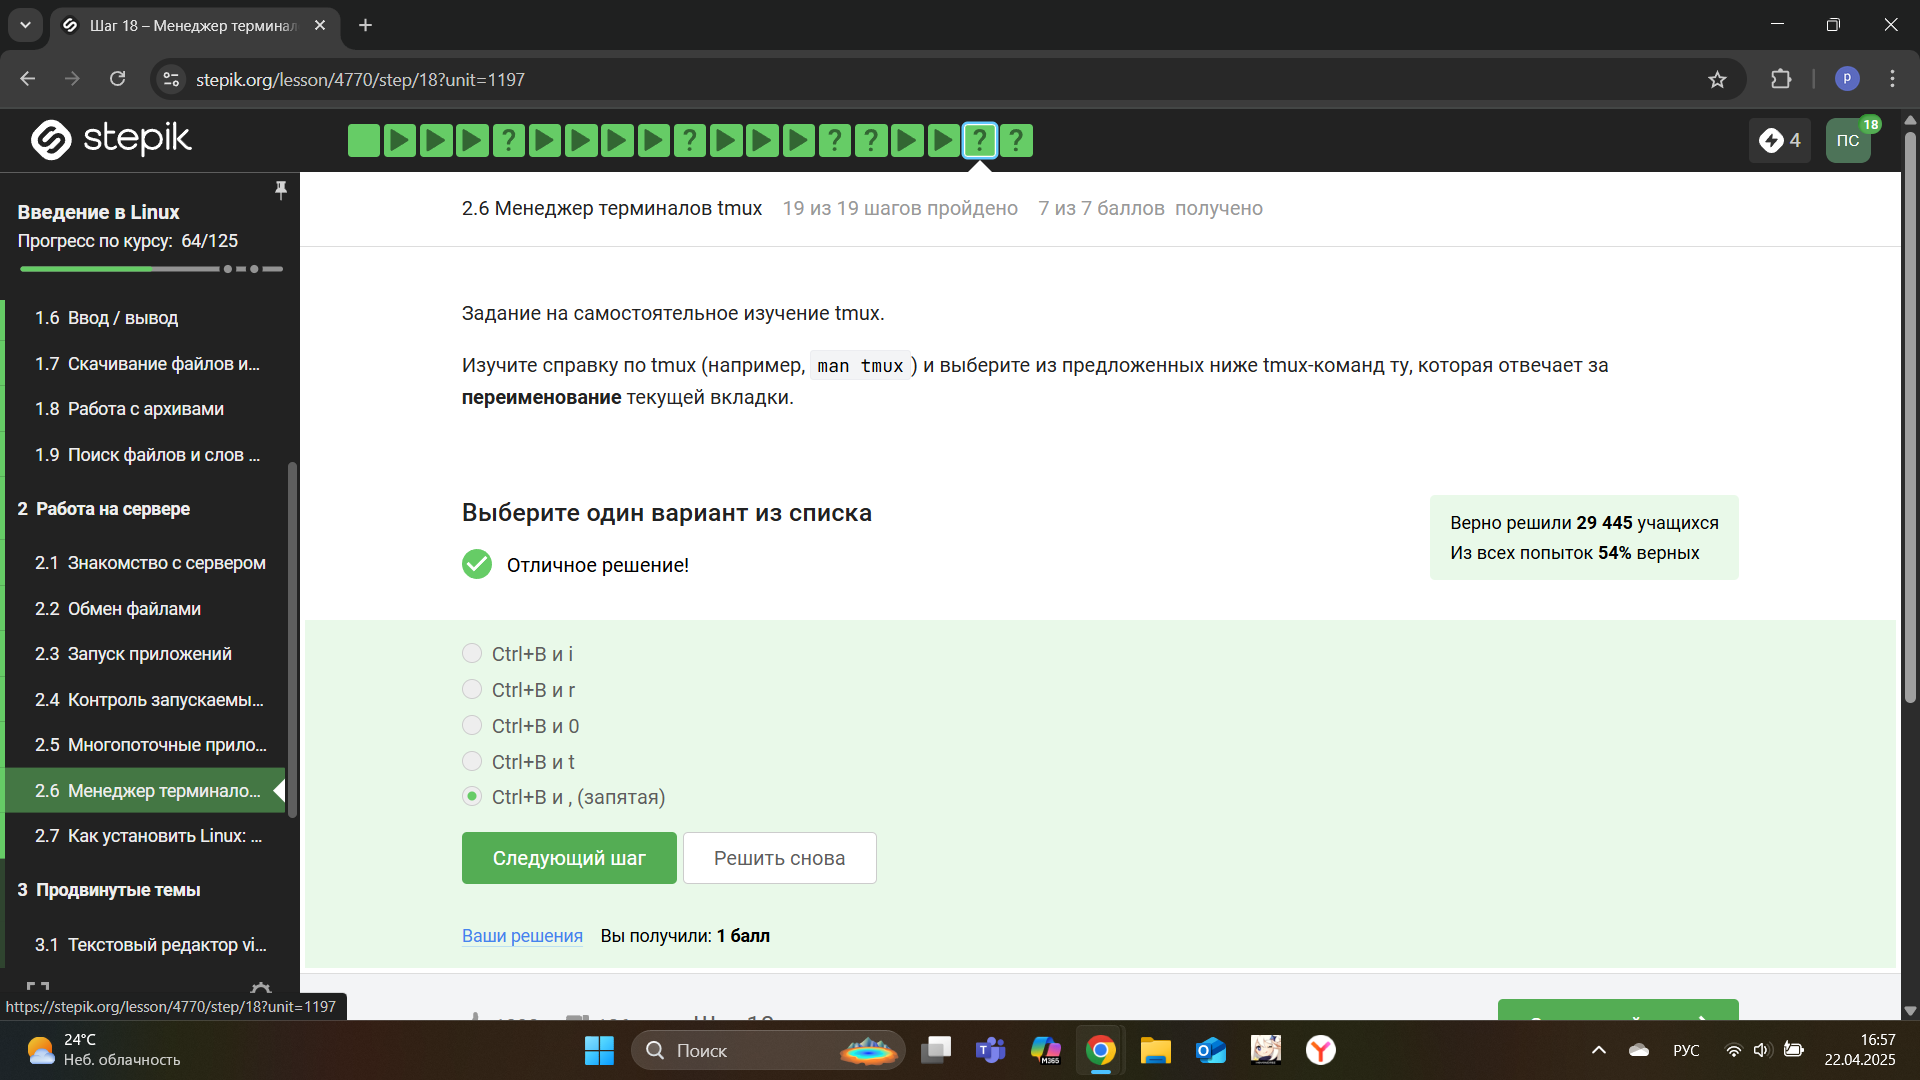 Шаг 18 – Менеджер терминал
stepik.org/lesson/4770/step/18?unit=1197
P
stepik
?
?
?
?
?
?
4
ПС
18
Введение в Linux
Прогресс по курсу: 64/125
1.6 Ввод / вывод
1.7 Скачивание файлов и...
1.8 Работа с архивами
1.9 Поиск файлов и слов ...
2 Работа на сервере
2.1 Знакомство с сервером
2.2 Обмен файлами
2.3 Запуск приложений
2.4 Контроль запускаемы...
2.5 Многопоточные прило...
2.6 Менеджер терминало...
2.7 Как установить Linux: ...
3 Продвинутые темы
3.1 Текстовый редактор vi...
https://stepik.org/lesson/4770/step/18?unit=1197
2.6 Менеджер терминалов tmux 19 из 19 шагов пройдено 7 из 7 баллов получено
Задание на самостоятельное изучение tmux.
Изучите справку по tmux (например, man tmux) и выберите из предложенных ниже tmux-команд ту, которая отвечает за
переименование текущей вкладки.
Выберите один вариант из списка
Отличное решение!
Верно решили 29 445 учащихся
Из всех попыток 54% верных
Ctrl+B и i
Ctrl+B и r
Ctrl+B и 0
Ctrl+B и t
Ctrl+B и , (запятая)
Следующий шаг
Решить снова
Ваши решения Вы получили: 1 балл
24°C
Неб. облачность
Поиск
M365
РУС
16:57
22.04.2025